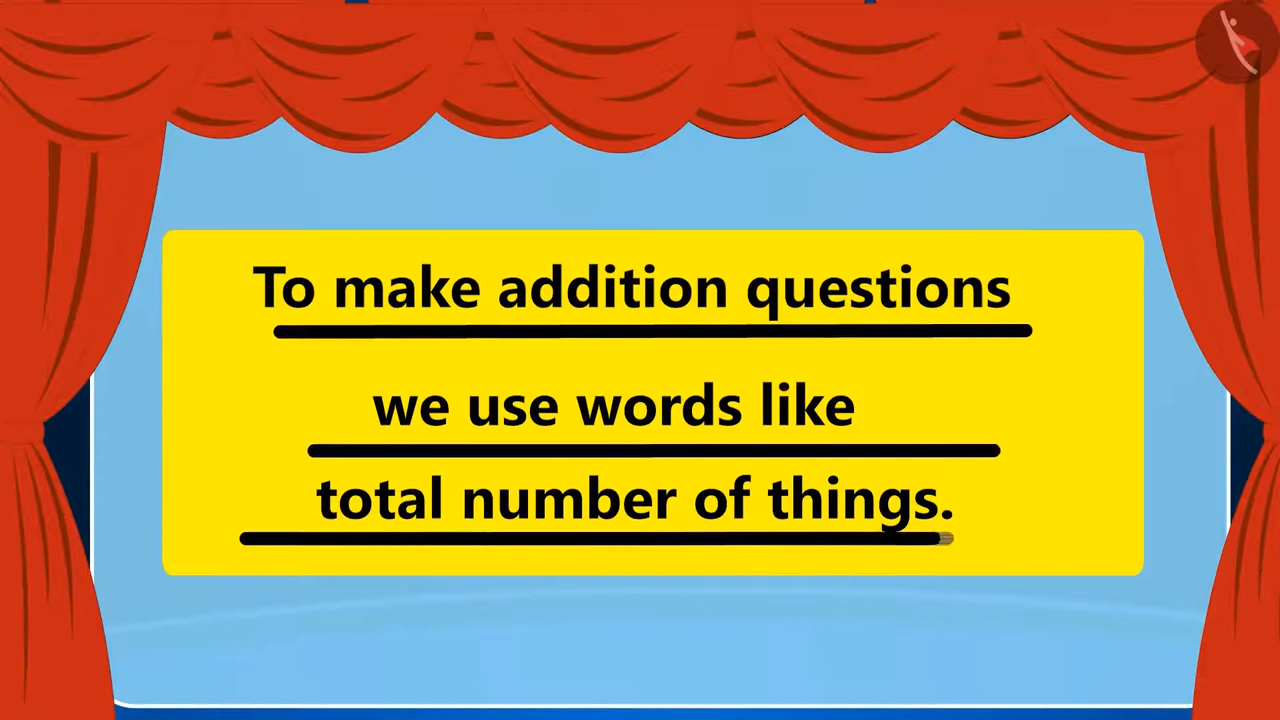 To make addition questions
we use words like
total number of things.